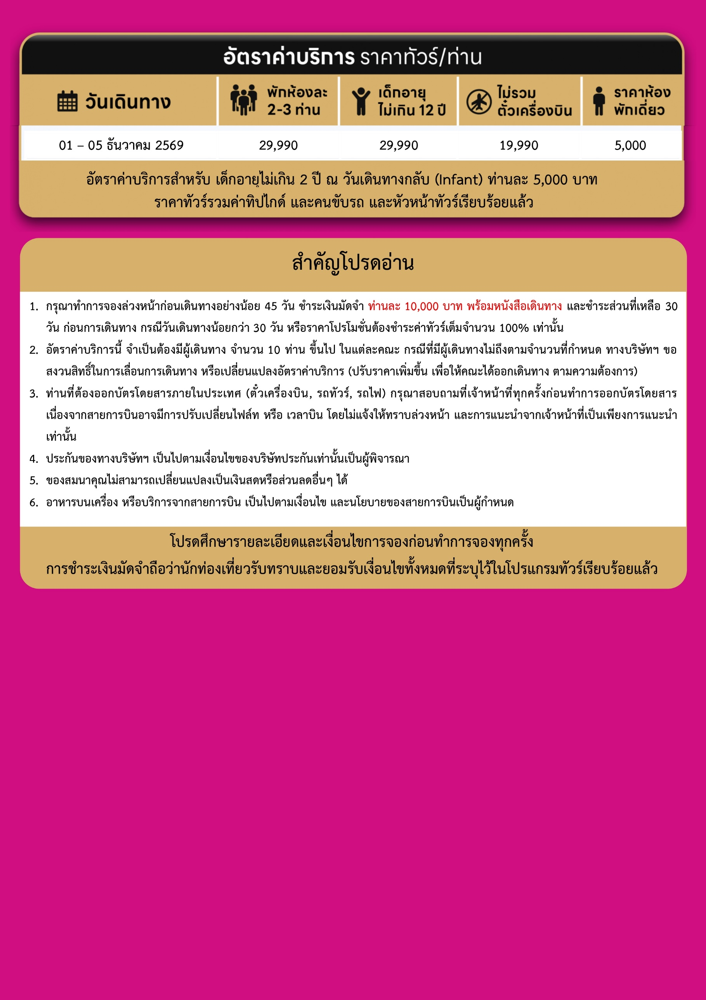 อัตราค่าบริการ ราคาทัวร์/ท่าน
วันเดินทาง
พักห้องละ
2-3 ท่าน
เด็กอายุ
ไม่เกิน 12 ปี
ไม่รวม
ตั๋วเครื่องบิน
ราคาห้อง
พักเดี่ยว
01 – 05 ธันวาคม 2569 29,990 29,990 19,990 5,000
อัตราค่าบริการสำหรับ เด็กอายุไม่เกิน 2 ปี ณ วันเดินทางกลับ (Infant) ท่านละ 5,000 บาท
ราคาทัวร์รวมค่าทิปไกด์ และคนขับรถ และหัวหน้าทัวร์เรียบร้อยแล้ว
สำคัญโปรดอ่าน
1. กรุณาทำการจองล่วงหน้าก่อนเดินทางอย่างน้อย 45 วัน ชำระเงินมัดจำ ท่านละ 10,000 บาท พร้อมหนังสือเดินทาง และชำระส่วนที่เหลือ 30
วัน ก่อนการเดินทาง กรณีวันเดินทางน้อยกว่า 30 วัน หรือราคาโปรโมชั่นต้องชำระค่าทัวร์เต็มจำนวน 100% เท่านั้น
2. อัตราค่าบริการนี้ จำเป็นต้องมีผู้เดินทาง จำนวน 10 ท่าน ขึ้นไป ในแต่ละคณะ กรณีที่มีผู้เดินทางไม่ถึงตามจำนวนที่กำหนด ทางบริษัทฯ ขอ
สงวนสิทธิ์ในการเลื่อนการเดินทาง หรือเปลี่ยนแปลงอัตราค่าบริการ (ปรับราคาเพิ่มขึ้น เพื่อให้คณะได้ออกเดินทาง ตามความต้องการ)
3. ท่านที่ต้องออกบัตรโดยสารภายในประเทศ (ตั๋วเครื่องบิน, รถทัวร์, รถไฟ) กรุณาสอบถามที่เจ้าหน้าที่ทุกครั้งก่อนทำการออกบัตรโดยสาร
เนื่องจากสายการบินอาจมีการปรับเปลี่ยนไฟล์ท หรือ เวลาบิน โดยไม่แจ้งให้ทราบล่วงหน้า และการแนะนำจากเจ้าหน้าที่เป็นเพียงการแนะนำ
เท่านั้น
4. ประกันของทางบริษัทฯ เป็นไปตามเงื่อนไขของบริษัทประกันเท่านั้นเป็นผู้พิจารณา
5. ของสมนาคุณไม่สามารถเปลี่ยนแปลงเป็นเงินสดหรือส่วนลดอื่นๆ ได้
6. อาหารบนเครื่อง หรือบริการจากสายการบิน เป็นไปตามเงื่อนไข และนโยบายของสายการบินเป็นผู้กำหนด
โปรดศึกษารายละเอียดและเงื่อนไขการจองก่อนทำการจองทุกครั้ง
การชำระเงินมัดจำถือว่านักท่องเที่ยวรับทราบและยอมรับเงื่อนไขทั้งหมดที่ระบุไว้ในโปรแกรมทัวร์เรียบร้อยแล้ว